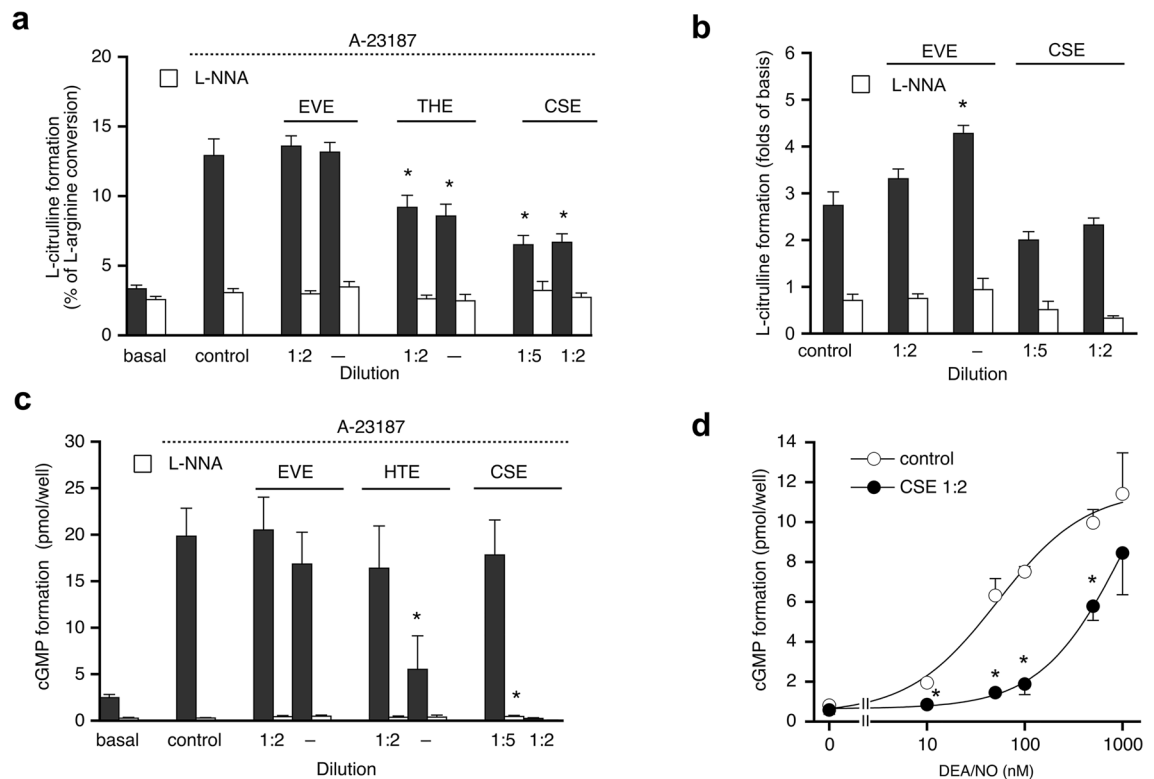 a
A-23187
L-NNA
EVE THE CSE
L-citrulline formation
(% of L-arginine conversion)
20
15
10
5
0
* * * *
basal control 1:2 – 1:2 – 1:5 1:2
Dilution
b
EVE CSE
L-NNA
L-citrulline formation (folds of basis)
6
5
4
3
2
1
0
*
control 1:2 – 1:5 1:2
Dilution
c
A-23187
L-NNA
EVE HTE CSE
cGMP formation (pmol/well)
30
25
20
15
10
5
0
* *
basal control 1:2 – 1:2 – 1:5 1:2
Dilution
d
control
CSE 1:2
cGMP formation (pmol/well)
14
12
10
8
6
4
2
0
* * * *
0 10 100 1000
DEA/NO (nM)